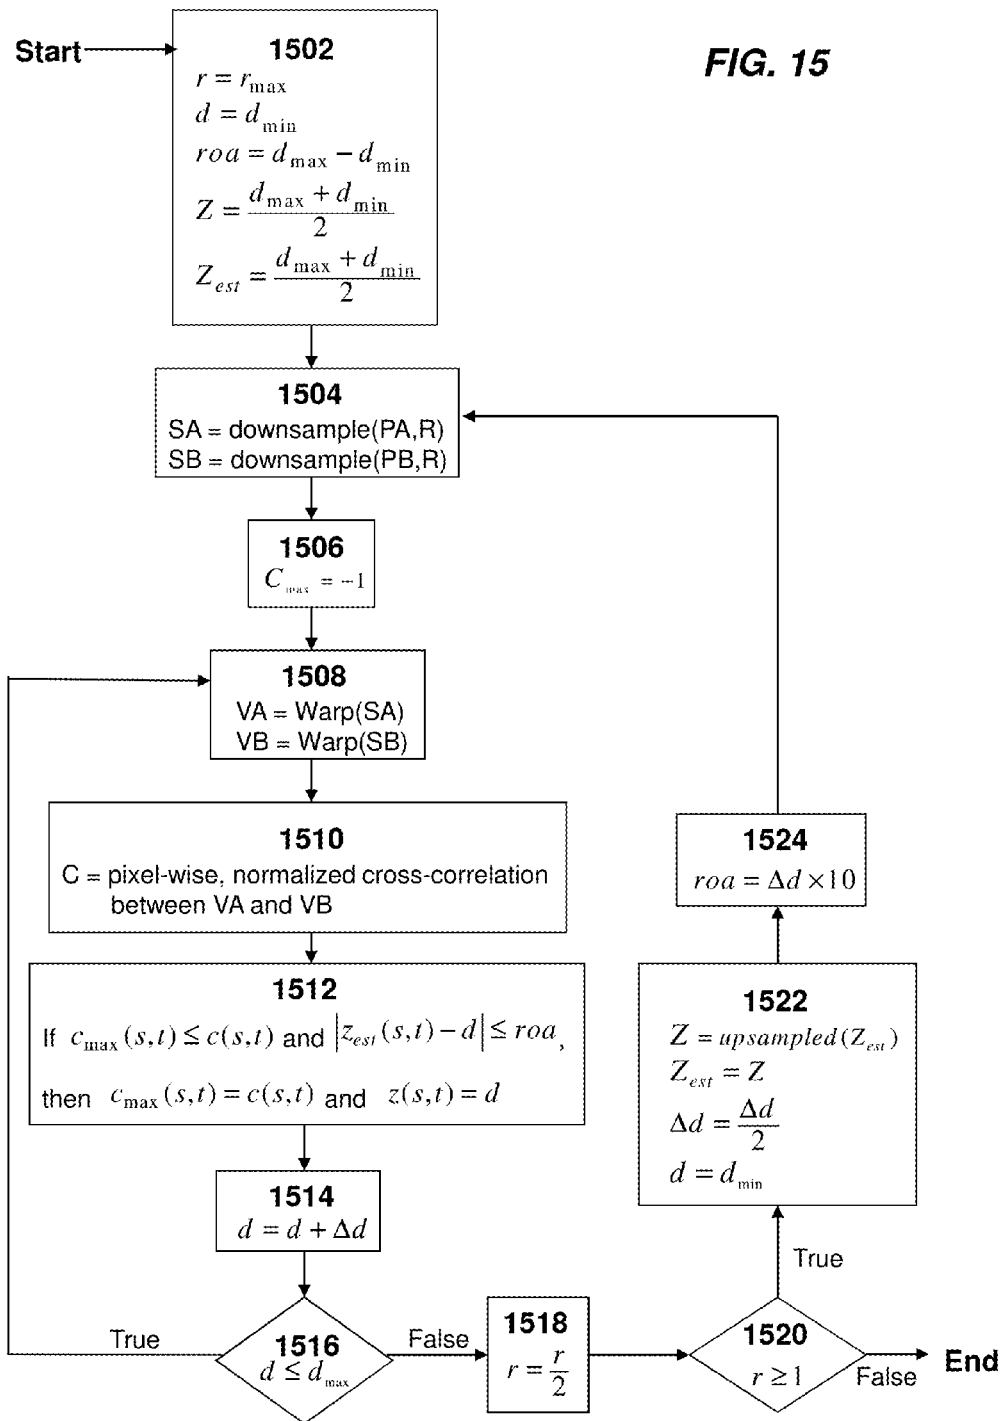 FIG. 15
Start
1502
r = r_max
d = d_min
roa = d_max − d_min
Z = (d_max + d_min)/2
Z_est = (d_max + d_min)/2
1504
SA = downsample(PA,R)
SB = downsample(PB,R)
1506
C_max = −1
1508
VA = Warp(SA)
VB = Warp(SB)
1510
C = pixel-wise, normalized cross-correlation
between VA and VB
1512
If c_max(s,t) ≤ c(s,t) and |z_est(s,t) − d| ≤ roa,
then c_max(s,t) = c(s,t) and z(s,t) = d
1514
d = d + Δd
1516
d ≤ d_max
True
False
1518
r = r/2
1520
r ≥ 1
False
End
True
1522
Z = upsampled(Z_est)
Z_est = Z
Δd = Δd/2
d = d_min
1524
roa = Δd × 10